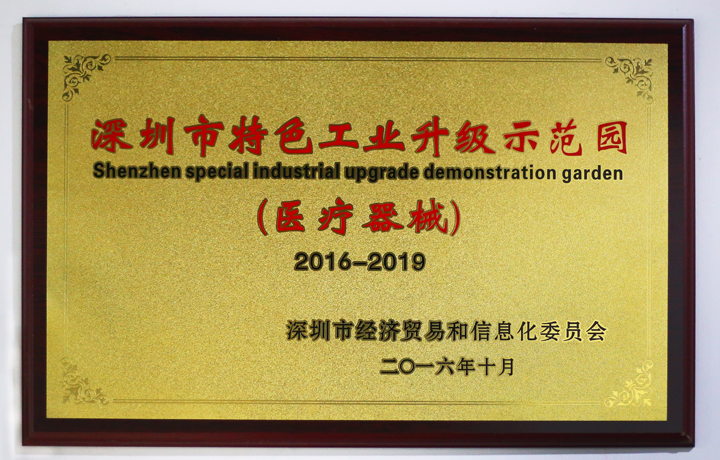 深圳市特色工业升级示范园
Shenzhen special industrial upgrade demonstration garden
(医疗器械)
2016-2019
深圳市经济贸易和信息化委员会
二〇一六年十月